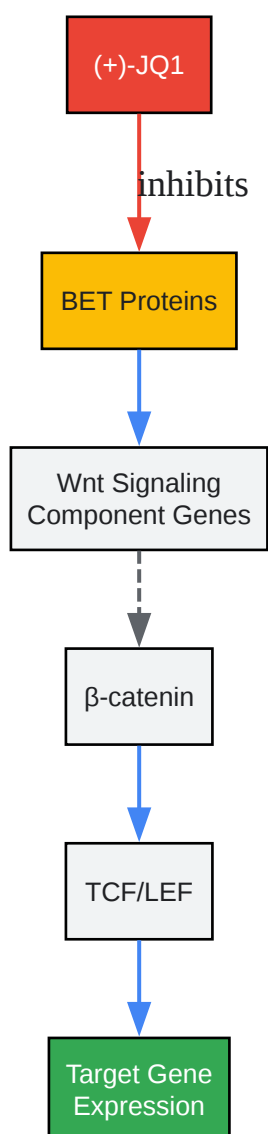 (+)-JQ1
inhibits
BET Proteins
Wnt Signaling
Component Genes
β-catenin
TCF/LEF
Target Gene
Expression